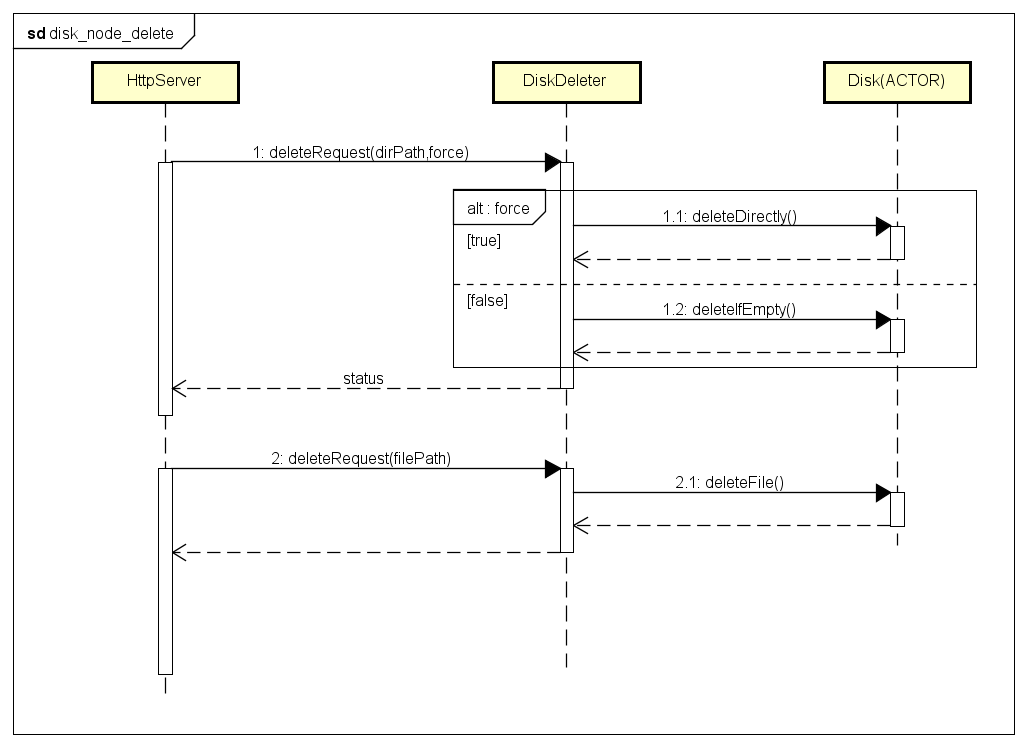 sd disk_node_delete
HttpServer
DiskDeleter
Disk(ACTOR)
1: deleteRequest(dirPath,force)
alt : force
1.1: deleteDirectly()
[true]
[false]
1.2: deleteIfEmpty()
status
2: deleteRequest(filePath)
2.1: deleteFile()